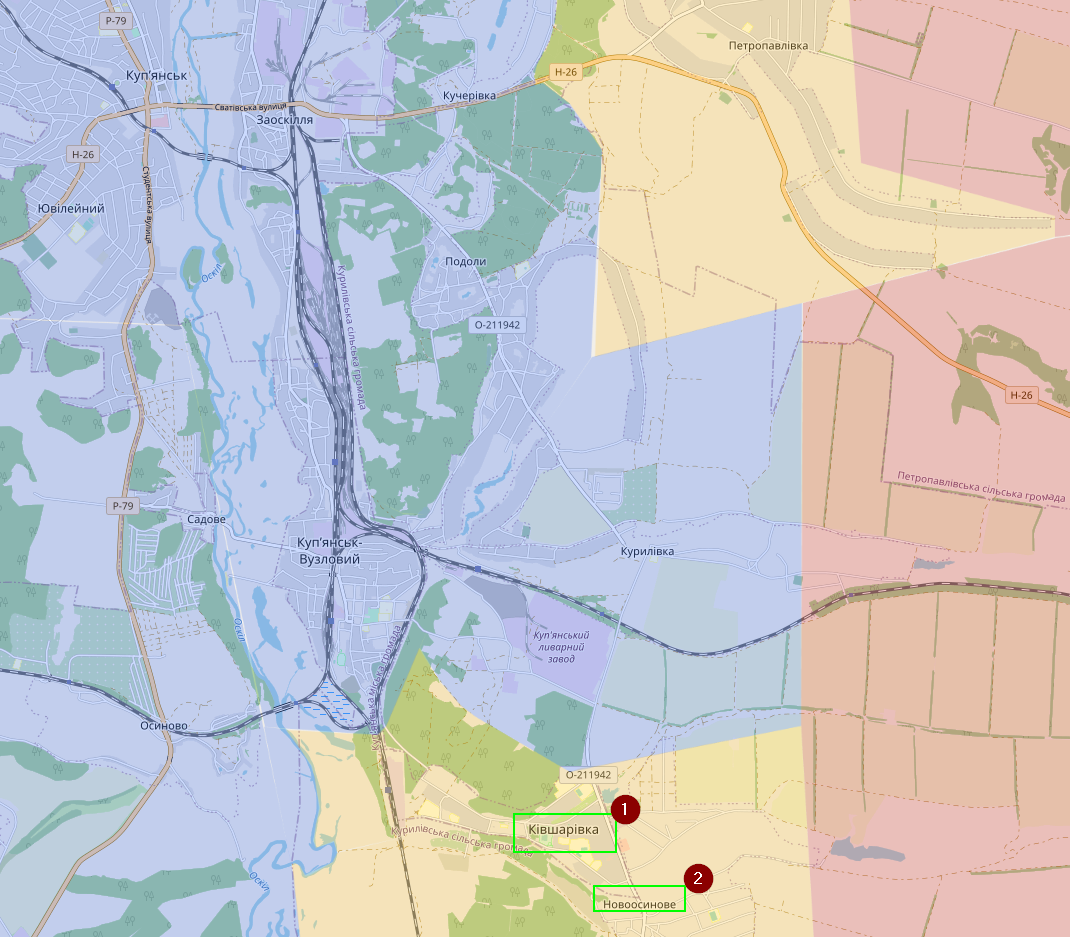 P-79
Петропавлівка
H-26
Куп'янськ
Кучерівка
Сватівська вулиця
Заоскілля
H-26
Студентська вулиця
Ювілейний
Оскіл
Подоли
Курилівська сільська громада
О-211942
H-26
Петропавлівська сільська громада
P-79
Садове
Куп'янськ-
Вузловий
Курилівка
Оскіл
Куп'янський
ливарний
завод
Куп'янська міська громада
Осиново
О-211942
1
Ківшарівка
Курилівська сільська громада
2
Оскіл
Новоосинове